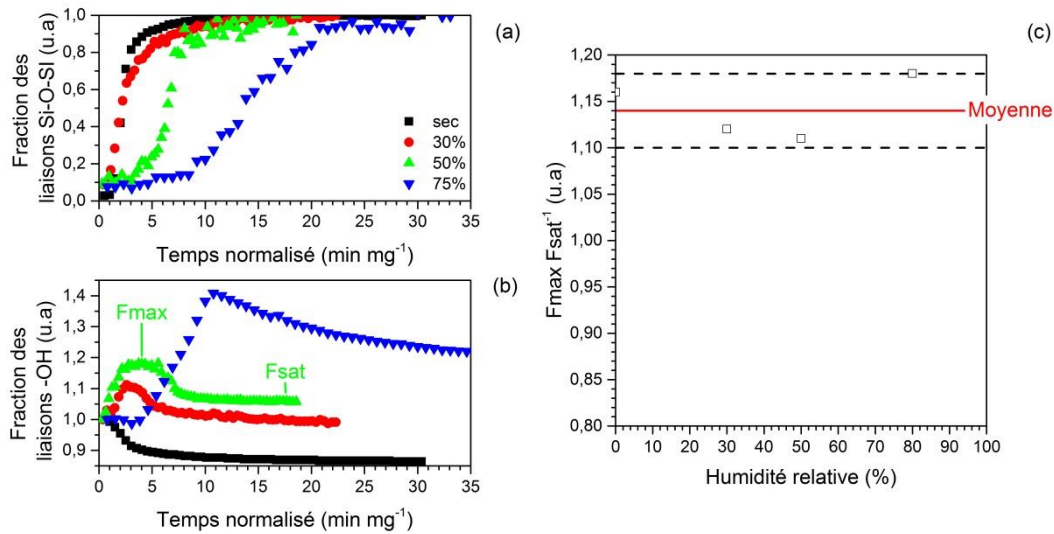 (a)
Fraction des
liaisons Si-O-SI (u.a)
1,0
0,8
0,6
0,4
0,2
0,0
sec
30%
50%
75%
0 5 10 15 20 25 30 35
Temps normalisé (min mg⁻¹)
(b)
Fraction des
liaisons -OH (u.a)
1,4
1,3
1,2
1,1
1,0
0,9
Fmax
Fsat
0 5 10 15 20 25 30 35
Temps normalisé (min mg⁻¹)
(c)
Fmax Fsat⁻¹ (u.a)
1,20
1,15
1,10
1,05
1,00
0,95
0,90
0,85
0,80
Moyenne
0 10 20 30 40 50 60 70 80 90 100
Humidité relative (%)